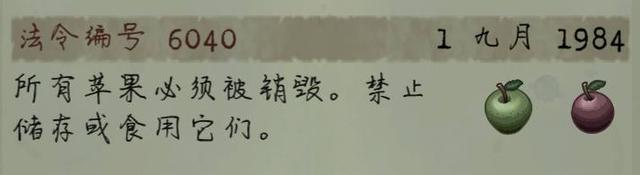 法令编号 6040 1 九月 1984
所有苹果必须被销毁。禁止
储存或食用它们。